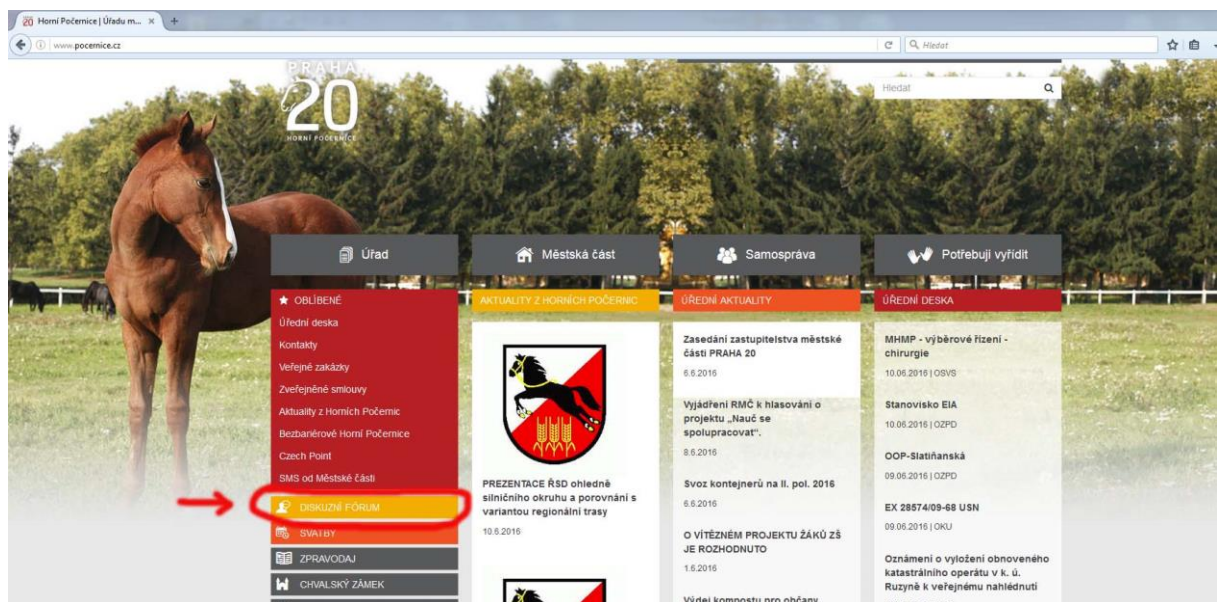 Horní Počernice | Úřadu m...
www.pocernice.cz
Hledat
PRAHA
20
HORNÍ POČERNICE
Hledat
Úřad
Městská část
Samospráva
Potřebuji vyřídit
OBLÍBENÉ
Úřední deska
Kontakty
Veřejné zakázky
Zveřejněné smlouvy
Aktuality z Horních Počernic
Bezbariérové Horní Počernice
Czech Point
SMS od Městské části
DISKUZNÍ FÓRUM
SVATBY
ZPRAVODAJ
CHVALSKÝ ZÁMEK
AKTUALITY Z HORNÍCH POČERNIC
PREZENTACE ŘSD ohledně
silničního okruhu a porovnání s
variantou regionální trasy
10.6.2016
ÚŘEDNÍ AKTUALITY
Zasedání zastupitelstva městské
části PRAHA 20
6.6.2016
Vyjádření RMČ k hlasování o
projektu „Nauč se
spolupracovat“.
8.6.2016
Svoz kontejnerů na II. pol. 2016
6.6.2016
O VÍTĚZNÉM PROJEKTU ŽÁKŮ ZŠ
JE ROZHODNUTO
1.6.2016
Výdej kompostu pro občany
ÚŘEDNÍ DESKA
MHMP - výběrové řízení -
chirurgie
10.06.2016 | OSVS
Stanovisko EIA
10.06.2016 | OZPD
OOP-Slatiňanská
09.06.2016 | OZPD
EX 28574/09-68 USN
09.06.2016 | OKU
Oznámení o vyložení obnoveného
katastrálního operátu v k. ú.
Ruzyně k veřejnému nahlédnutí